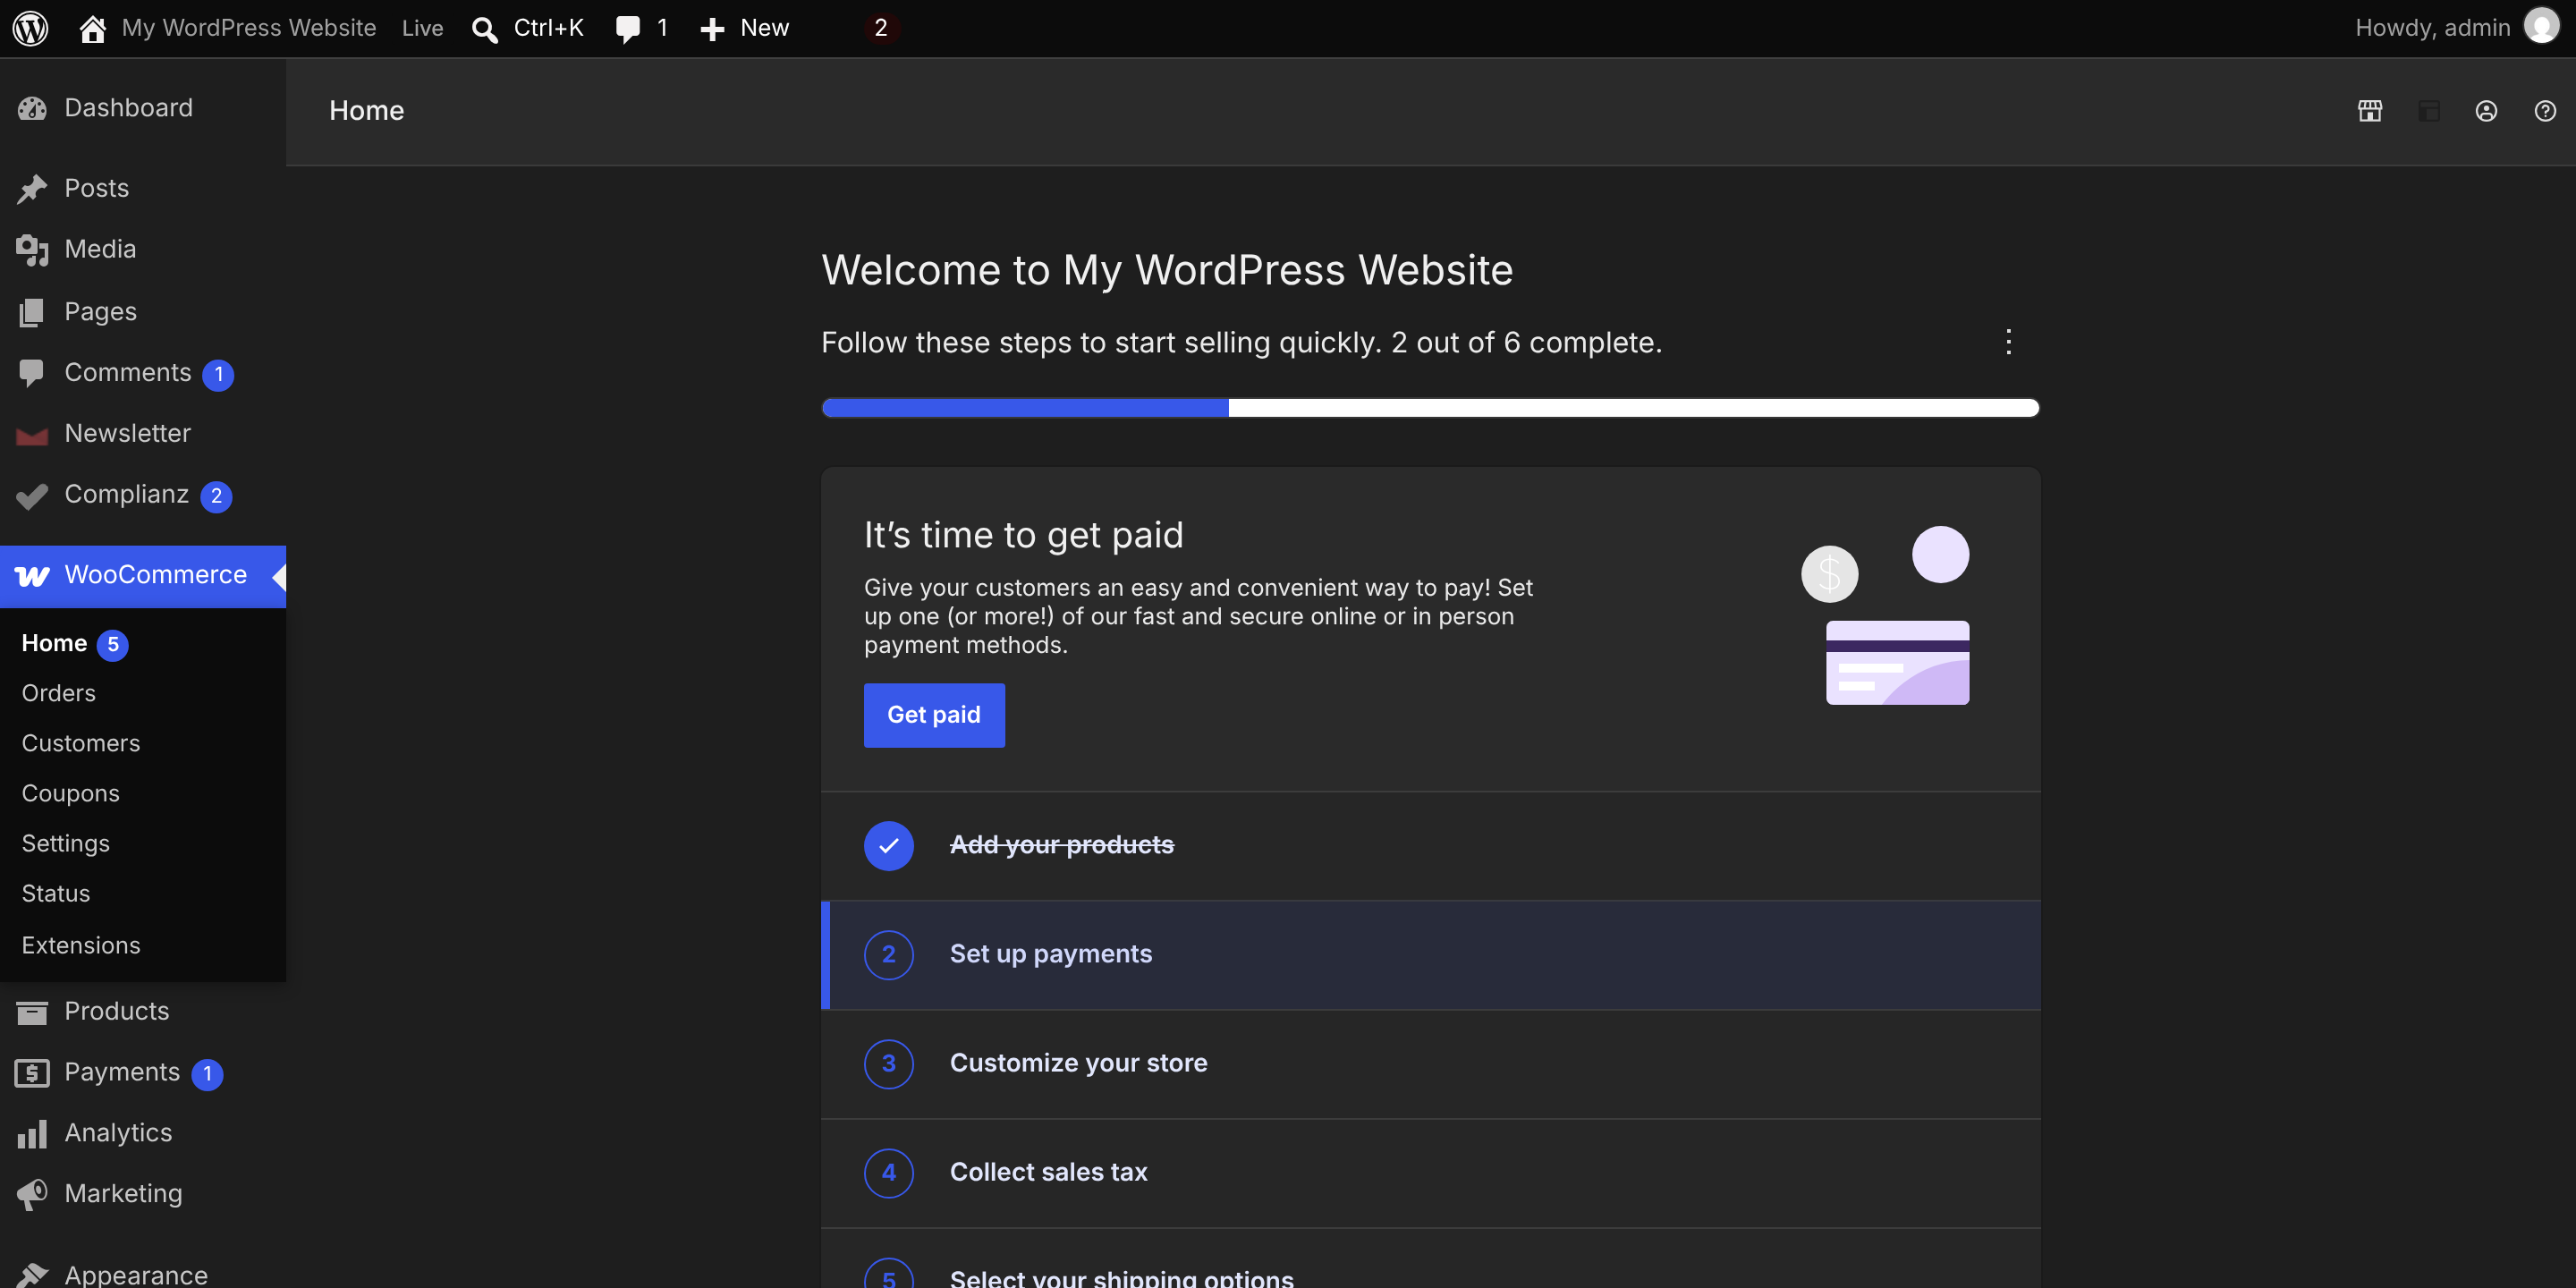 My WordPress Website
Live
Ctrl+K
1
New
2
Howdy, admin
Dashboard
Posts
Media
Pages
Comments 1
Newsletter
Complianz 2
WooCommerce
Home 5
Orders
Customers
Coupons
Settings
Status
Extensions
Products
Payments 1
Analytics
Marketing
Appearance
Home
Welcome to My WordPress Website
Follow these steps to start selling quickly. 2 out of 6 complete.
It’s time to get paid
Give your customers an easy and convenient way to pay! Set
up one (or more!) of our fast and secure online or in person
payment methods.
Get paid
Add your products
2 Set up payments
3 Customize your store
4 Collect sales tax
5 Select your shipping options